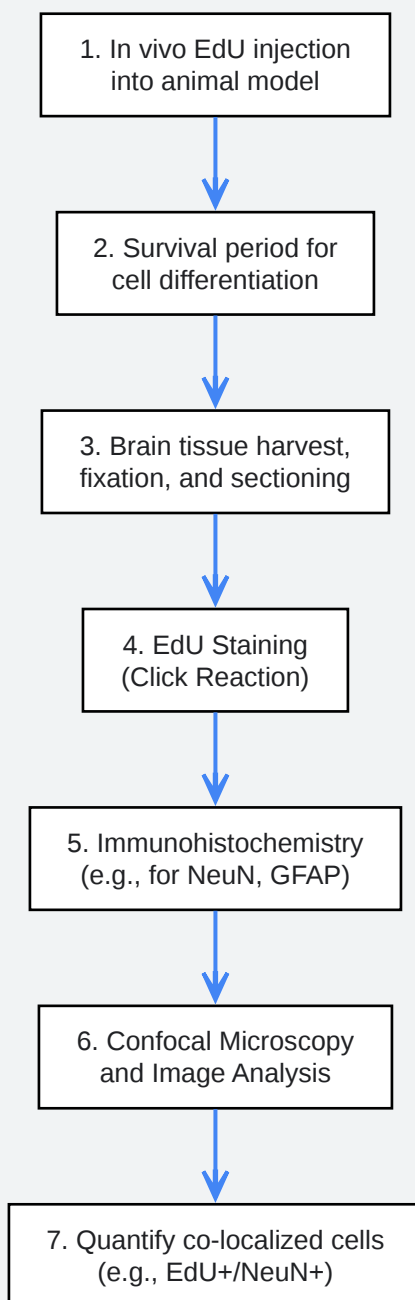 1. In vivo EdU injection
into animal model
2. Survival period for
cell differentiation
3. Brain tissue harvest,
fixation, and sectioning
4. EdU Staining
(Click Reaction)
5. Immunohistochemistry
(e.g., for NeuN, GFAP)
6. Confocal Microscopy
and Image Analysis
7. Quantify co-localized cells
(e.g., EdU+/NeuN+)